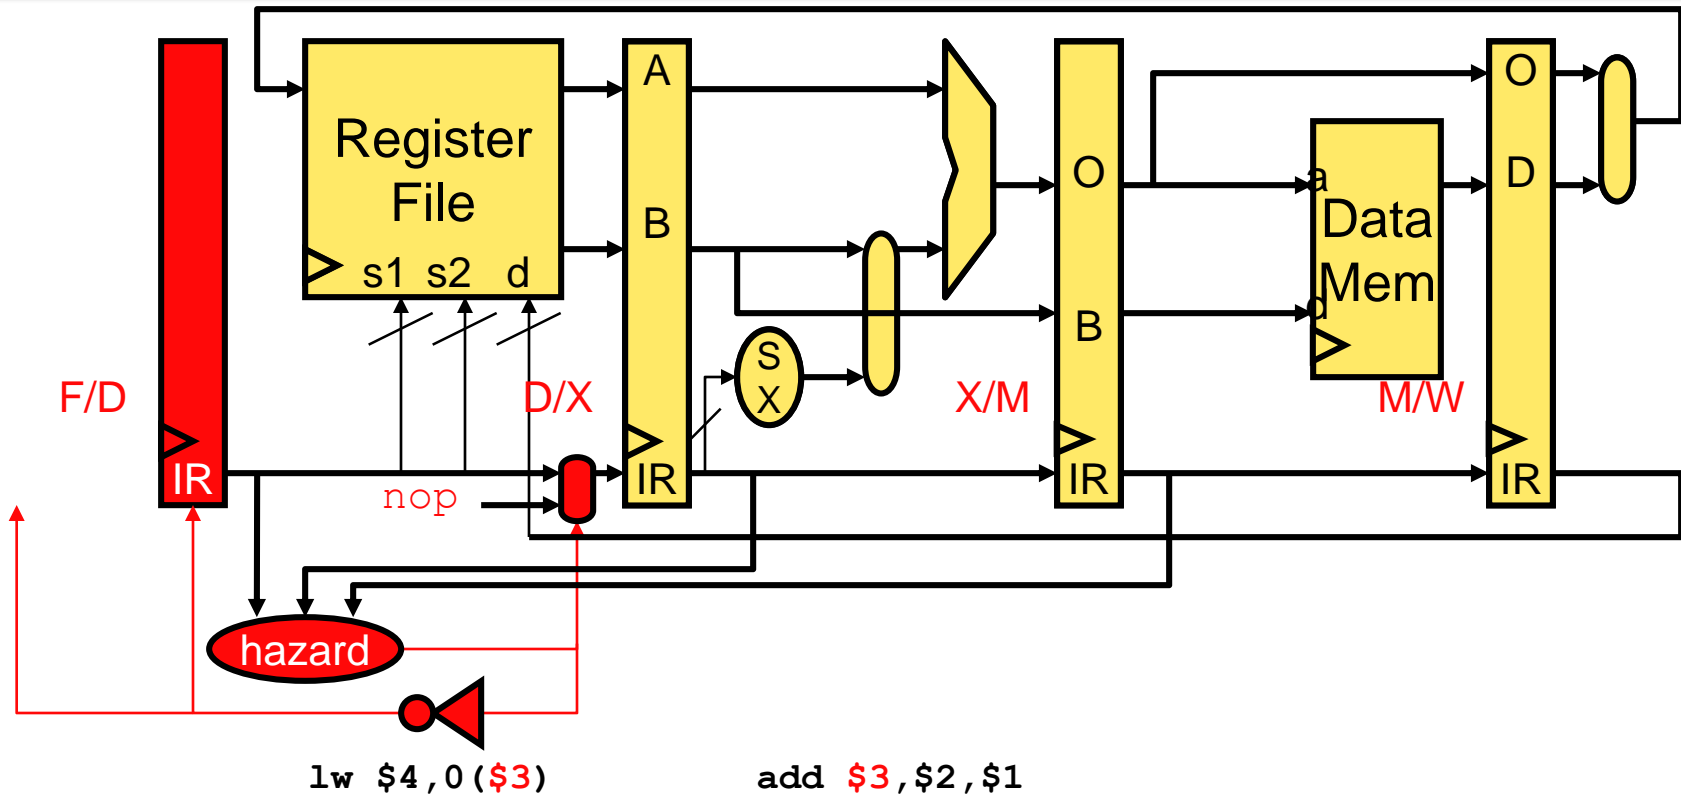 Register
File
s1 s2 d
A
B
S
X
O
B
a
Data
Mem
d
O
D
F/D
D/X
X/M
M/W
IR
nop
IR
IR
IR
hazard
lw $4,0($3)
add $3,$2,$1